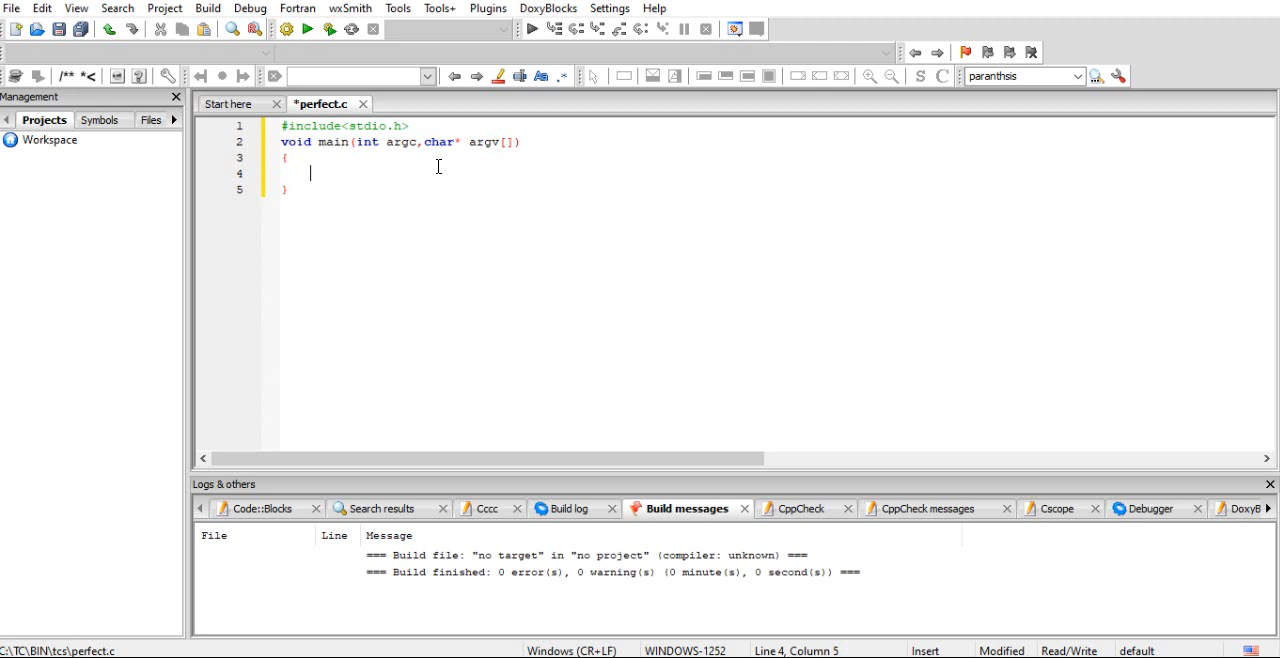 File Edit View Search Project Build Debug Fortran wxSmith Tools Tools+ Plugins DoxyBlocks Settings Help
/** *< S C paranthsis
Management
Start here *perfect.c
Projects Symbols Files
Workspace
1 #include<stdio.h>
2 void main(int argc,char* argv[])
3 {
4
5 }
Logs & others
Code::Blocks Search results Cccc Build log Build messages CppCheck CppCheck messages Cscope Debugger DoxyB
File Line Message
=== Build file: "no target" in "no project" (compiler: unknown) ===
=== Build finished: 0 error(s), 0 warning(s) (0 minute(s), 0 second(s)) ===
C:\TC\BIN\tcs\perfect.c Windows (CR+LF) WINDOWS-1252 Line 4, Column 5 Insert Modified Read/Write default